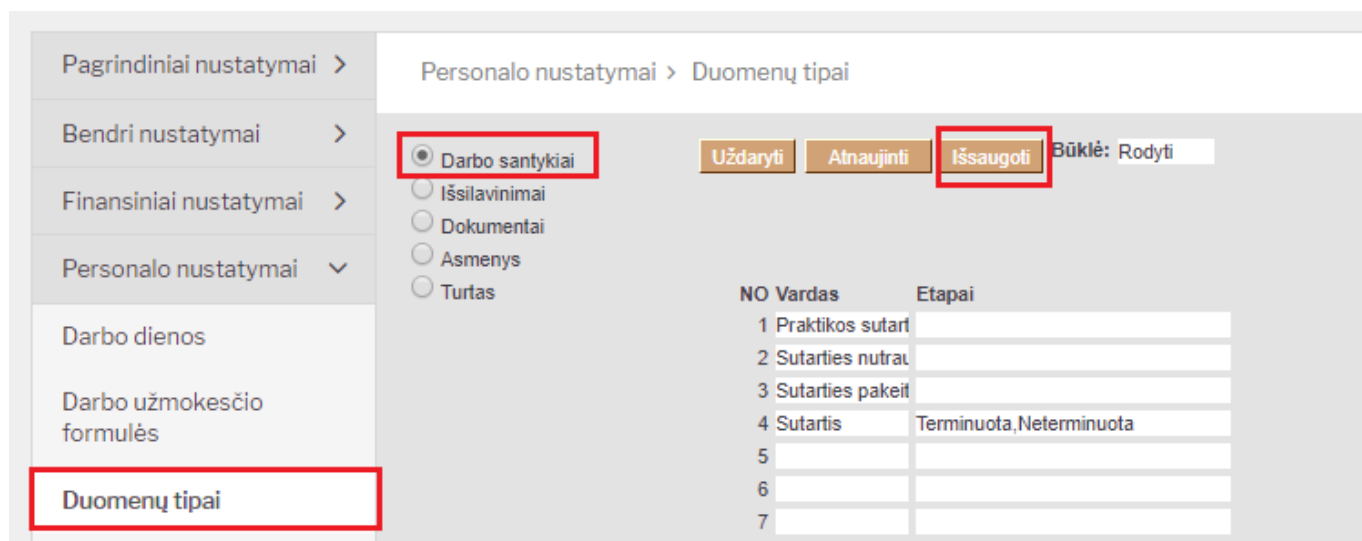 Pagrindiniai nustatymai >
Bendri nustatymai >
Finansiniai nustatymai >
Personalo nustatymai
Darbo dienos
Darbo užmokesčio
formulės
Duomenų tipai
Personalo nustatymai > Duomenų tipai
Darbo santykiai
Išsilavinimai
Dokumentai
Asmenys
Turtas
Uždaryti Atnaujinti Išsaugoti Būklė: Rodyti
NO Vardas Etapai
1 Praktikos sutart
2 Sutarties nutrau
3 Sutarties pakeit
4 Sutartis Terminuota,Neterminuota
5
6
7